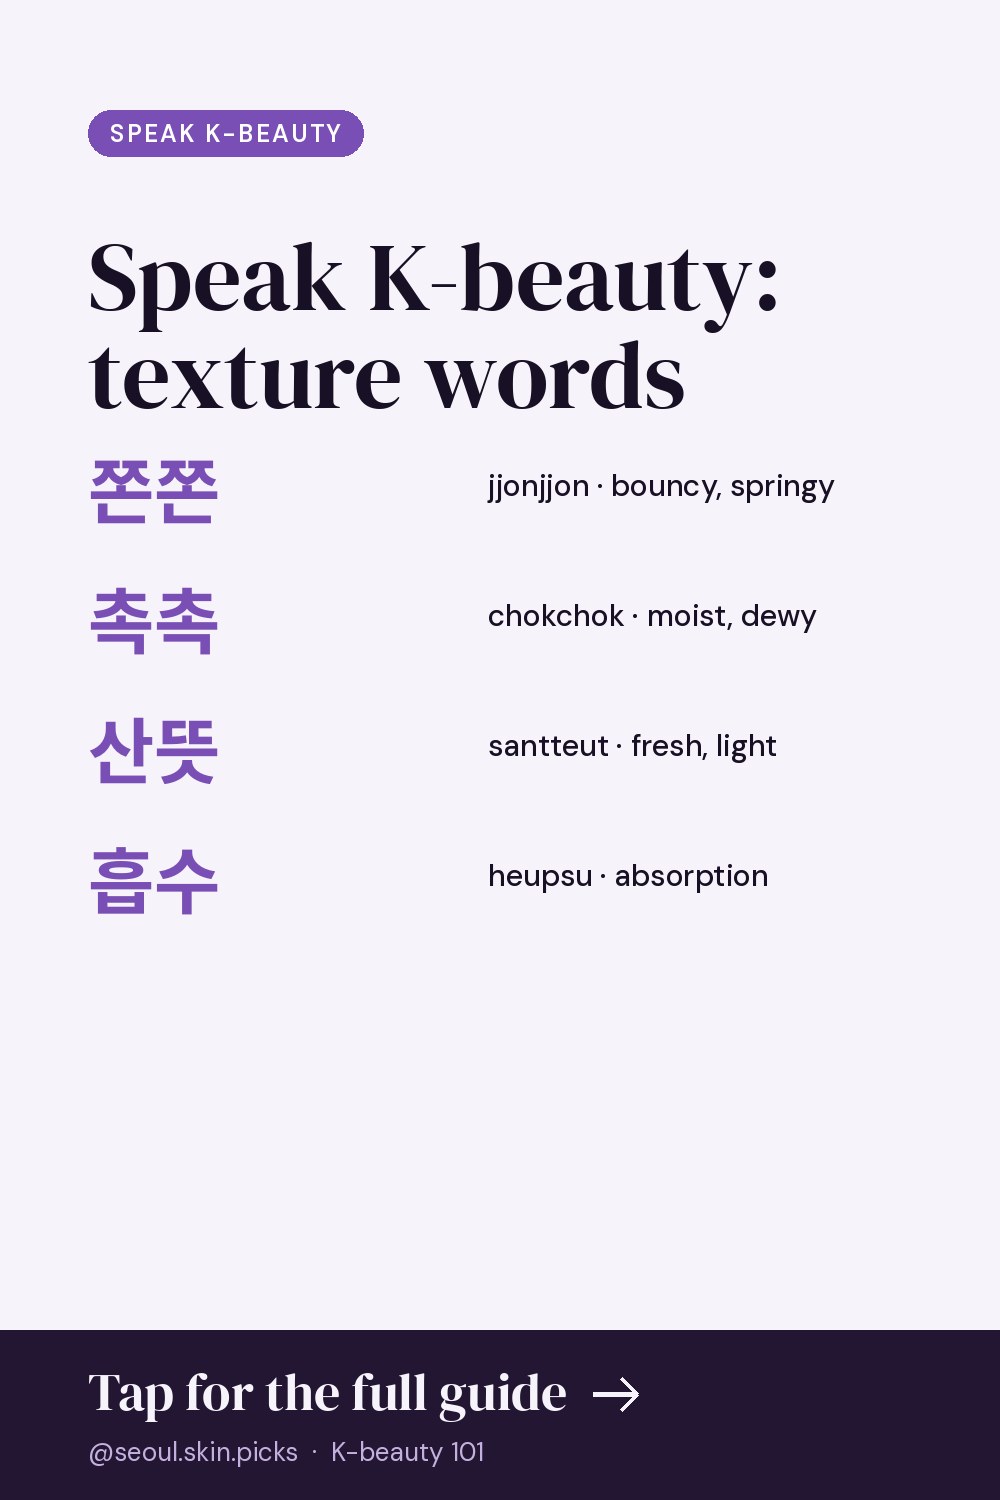 SPEAK K-BEAUTY
Speak K-beauty:
texture words
쫀쫀 jjonjjon · bouncy, springy
촉촉 chokchok · moist, dewy
산뜻 santteut · fresh, light
흡수 heupsu · absorption
Tap for the full guide →
@seoul.skin.picks · K-beauty 101